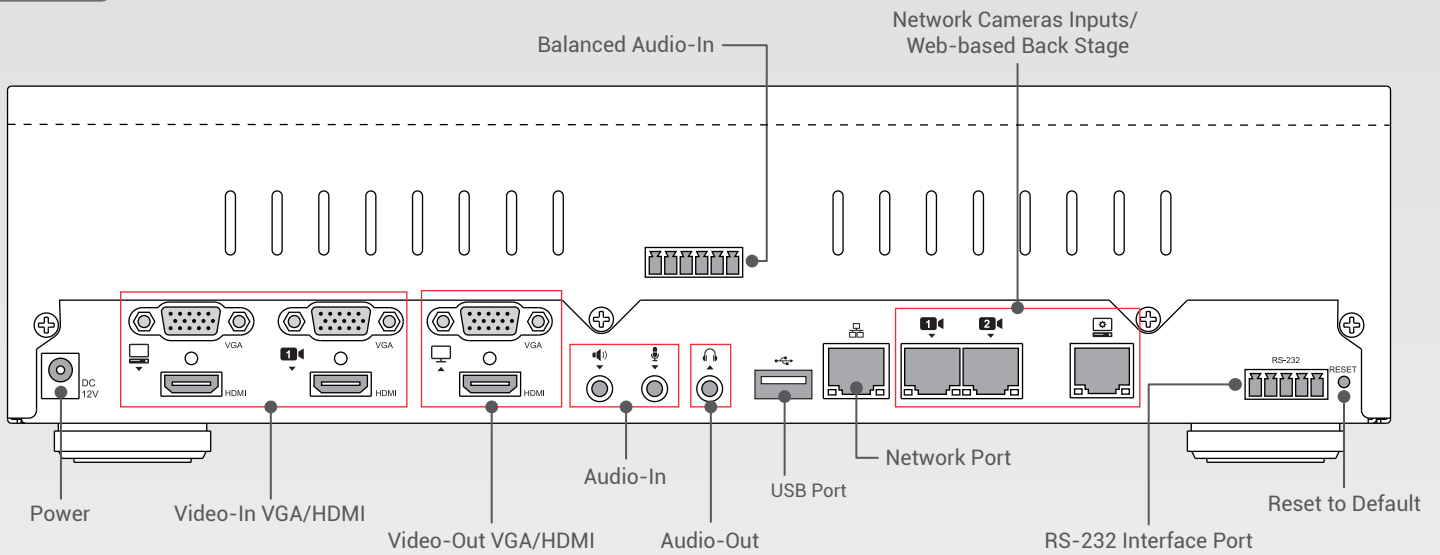 Network Cameras Inputs/
Web-based Back Stage
Balanced Audio-In
VGA
VGA
VGA
1
2
1
DC
12V
HDMI
HDMI
HDMI
RS-232
RESET
Audio-In
Network Port
USB Port
Power
Video-In VGA/HDMI
Video-Out VGA/HDMI
Audio-Out
RS-232 Interface Port
Reset to Default